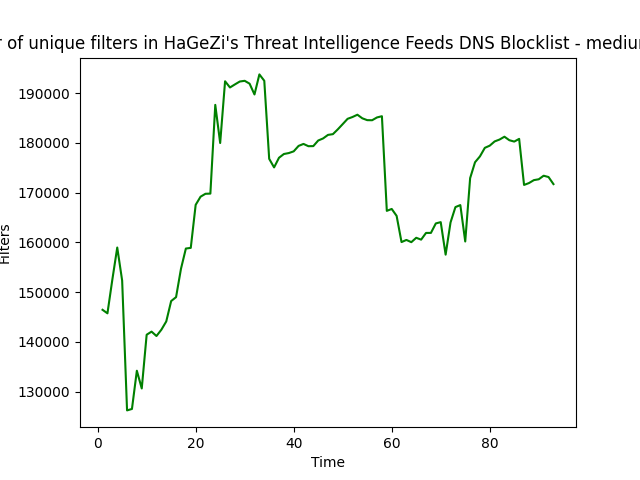 r of unique filters in HaGeZi's Threat Intelligence Feeds DNS Blocklist - mediu
190000
180000
170000
160000
150000
140000
130000
Filters
0 20 40 60 80
Time